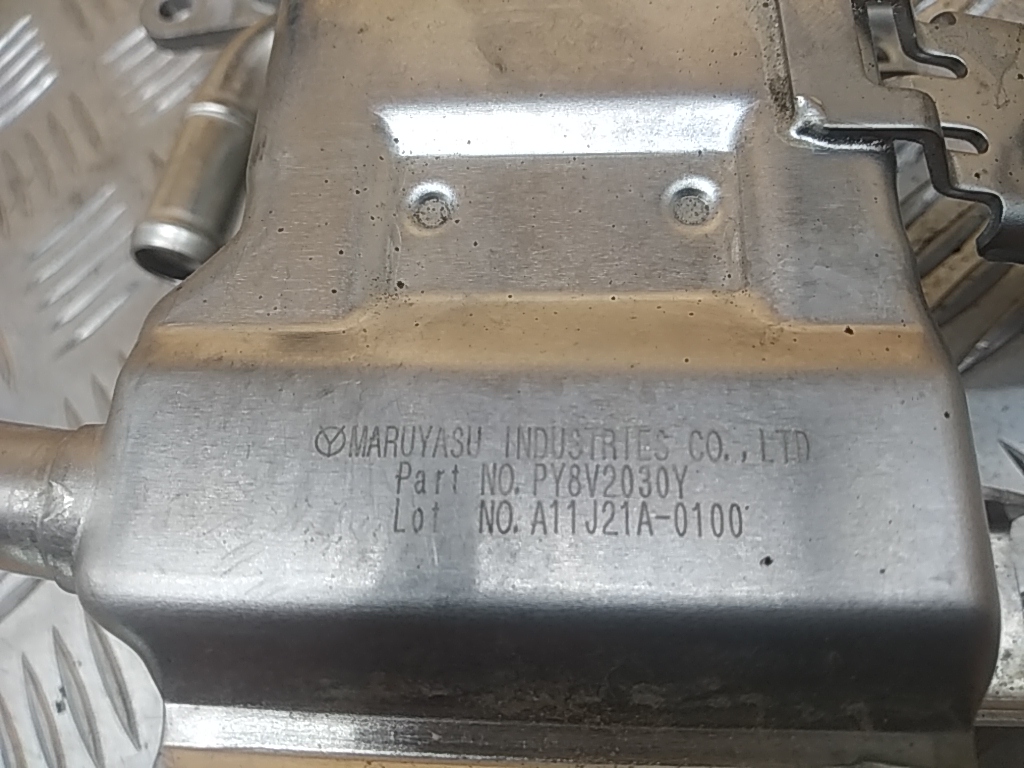 MARUYASU INDUSTRIES CO.,LTD
Part NO. PY8V2030Y
Lot NO. A11J21A-0100